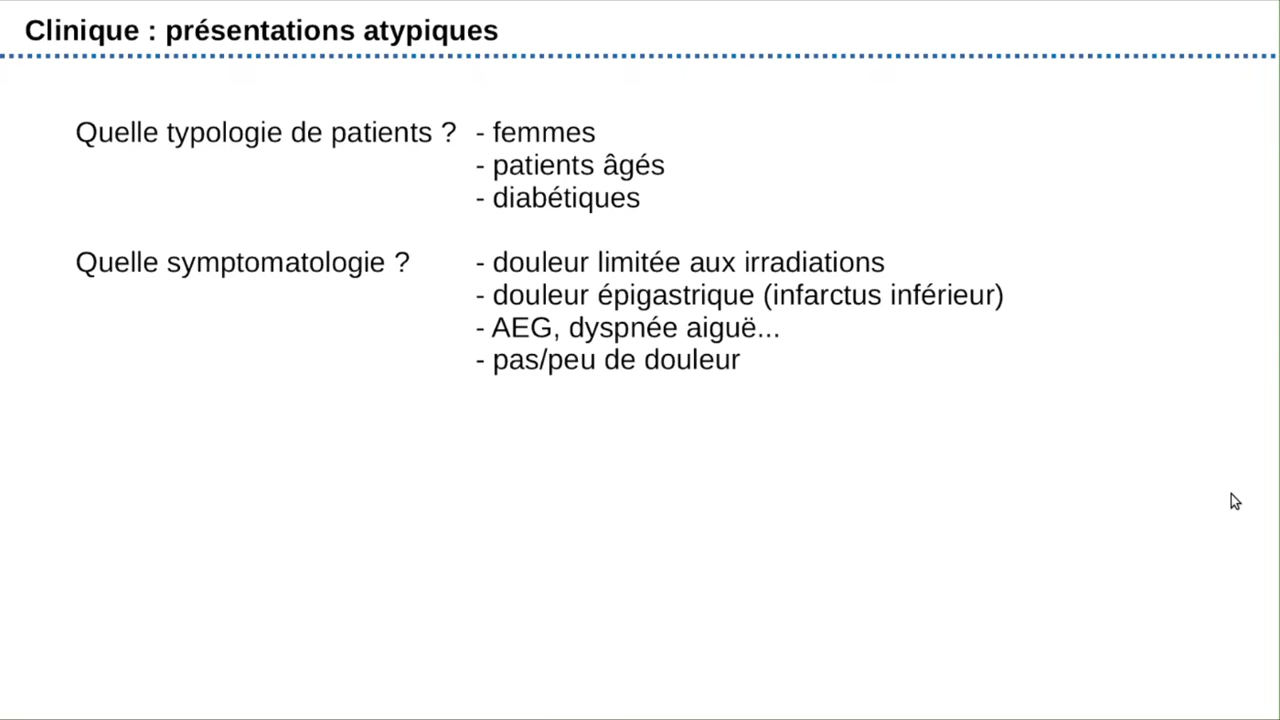 Clinique : présentations atypiques
Quelle typologie de patients ? - femmes
- patients âgés
- diabétiques
Quelle symptomatologie ? - douleur limitée aux irradiations
- douleur épigastrique (infarctus inférieur)
- AEG, dyspnée aiguë...
- pas/peu de douleur